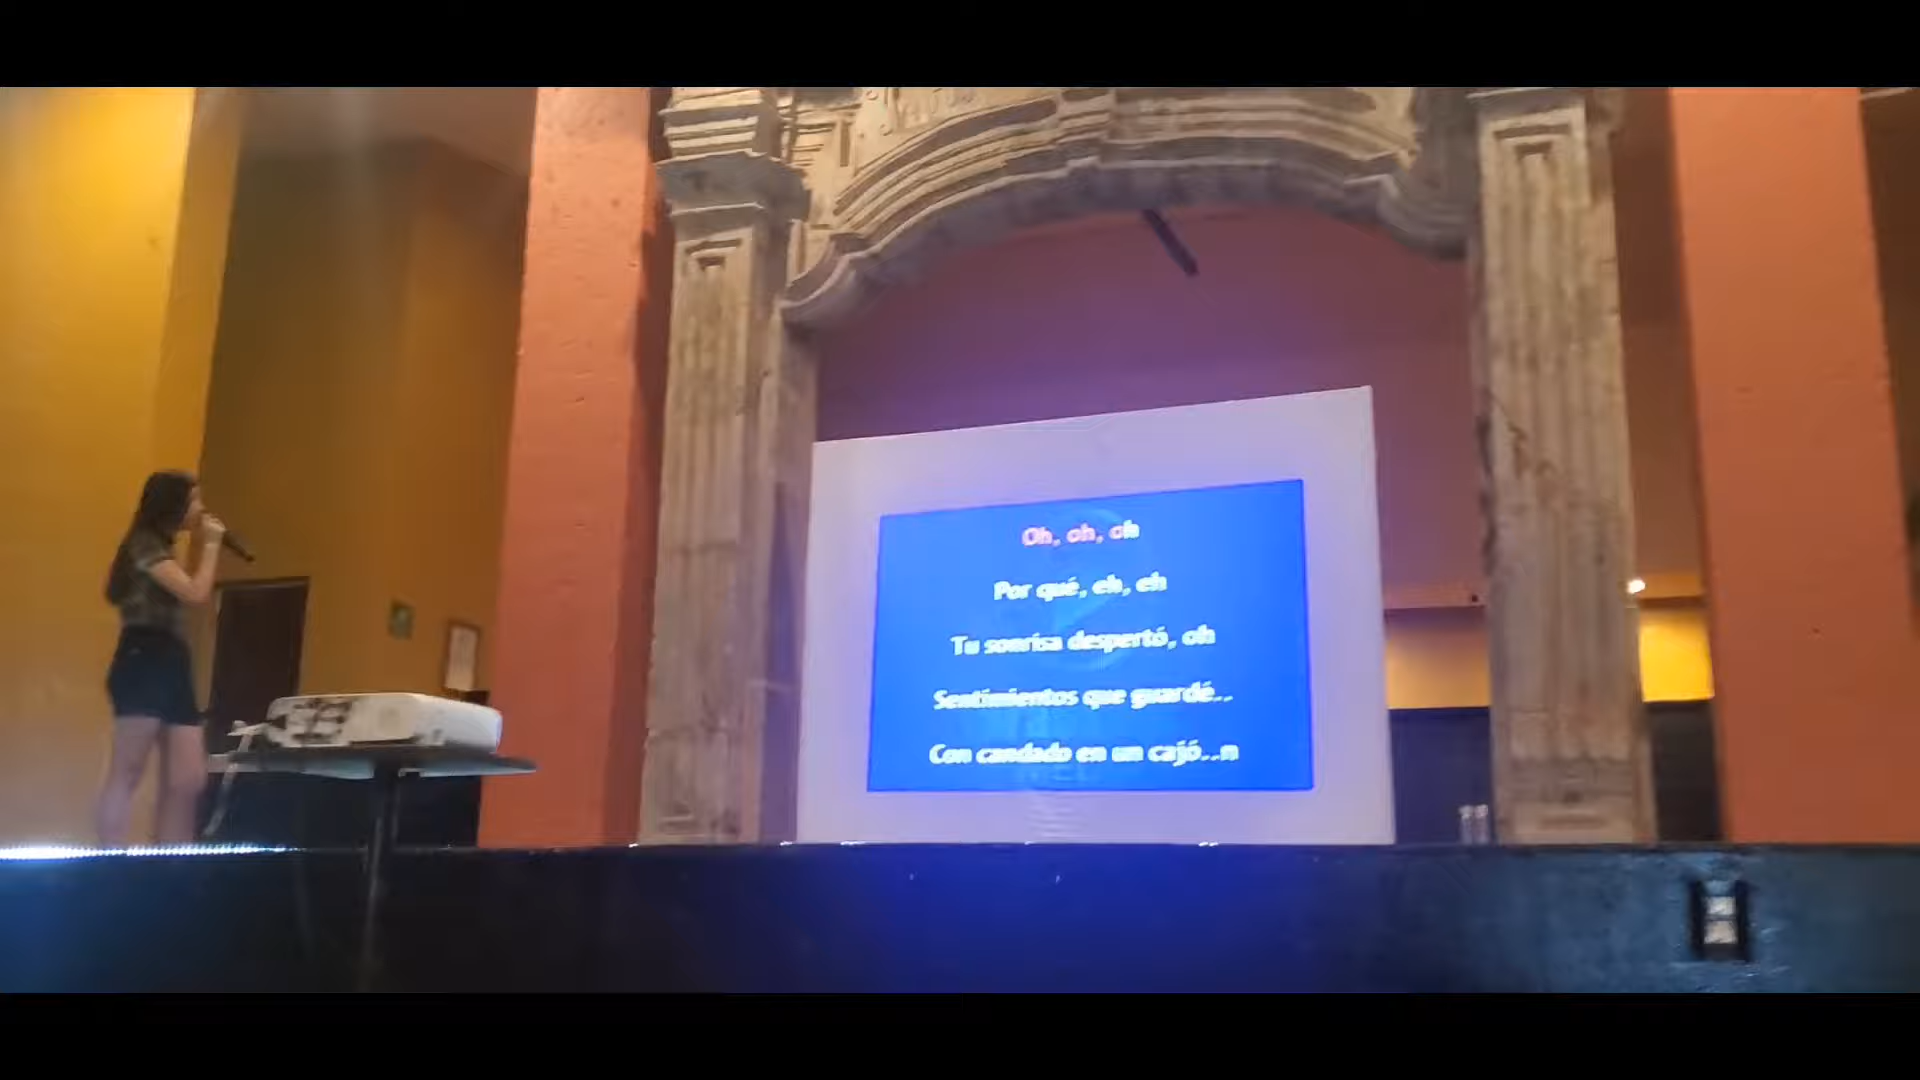 Oh, oh, oh
Por qué, eh, eh
Tu sonrisa despertó, oh
Sentimientos que guardé...
Con candado en un cajó...n